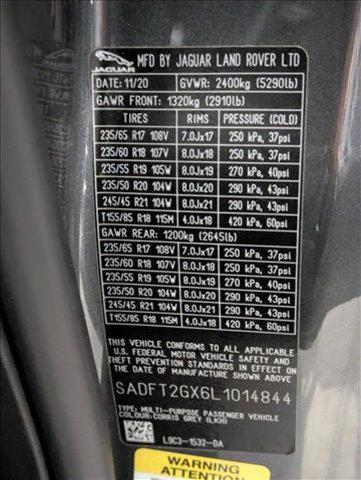 JAGUAR
MFD BY JAGUAR LAND ROVER LTD
DATE: 11/20 GVWR: 2400kg (5290lb)
GAWR FRONT: 1320kg (2910lb)
TIRES RIMS PRESSURE (COLD)
235/65 R17 108V 7.0Jx17 250 kPa, 37psi
235/60 R18 107V 8.0Jx18 250 kPa, 37psi
235/55 R19 105W 8.0Jx19 270 kPa, 40psi
235/50 R20 104W 8.0Jx20 290 kPa, 43psi
245/45 R21 104W 8.0Jx21 290 kPa, 43psi
T155/85 R18 115M 4.0Jx18 420 kPa, 60psi
GAWR REAR: 1200kg (2645lb)
235/65 R17 108V 7.0Jx17 250 kPa, 37psi
235/60 R18 107V 8.0Jx18 250 kPa, 37psi
235/55 R19 105W 8.0Jx19 270 kPa, 40psi
235/50 R20 104W 8.0Jx20 290 kPa, 43psi
245/45 R21 104W 8.0Jx21 290 kPa, 43psi
T155/85 R18 115M 4.0Jx18 420 kPa, 60psi
THIS VEHICLE CONFORMS TO ALL
APPLICABLE U.S. FEDERAL MOTOR
VEHICLE SAFETY AND THEFT PREVENTION
STANDARDS IN EFFECT ON THE
DATE OF MANUFACTURE SHOWN ABOVE
SADFT2GX6L1014844
TYPE: MULTI-PURPOSE PASSENGER VEHICLE
COLOUR: CORRIS GREY (LKH)
L9C3-1532-DA
WARNING